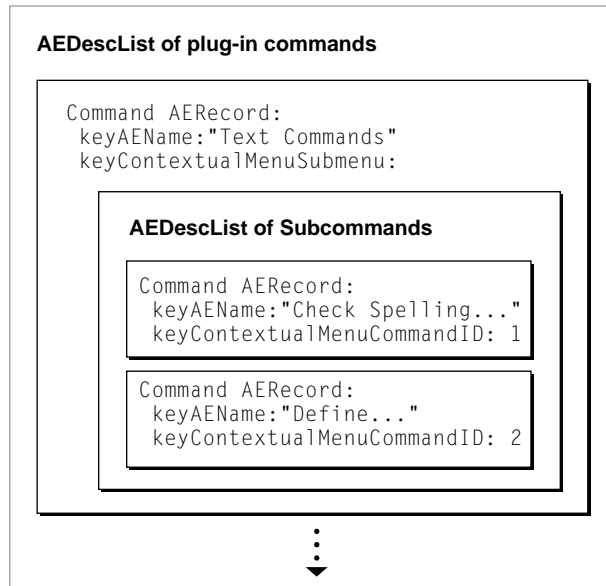 AEDescList of plug-in commands
Command AERecord:
keyAEName:"Text Commands"
keyContextualMenuSubmenu:
AEDescList of Subcommands
Command AERecord:
keyAEName:"Check Spelling..."
keyContextualMenuCommandID: 1
Command AERecord:
keyAEName:"Define..."
keyContextualMenuCommandID: 2